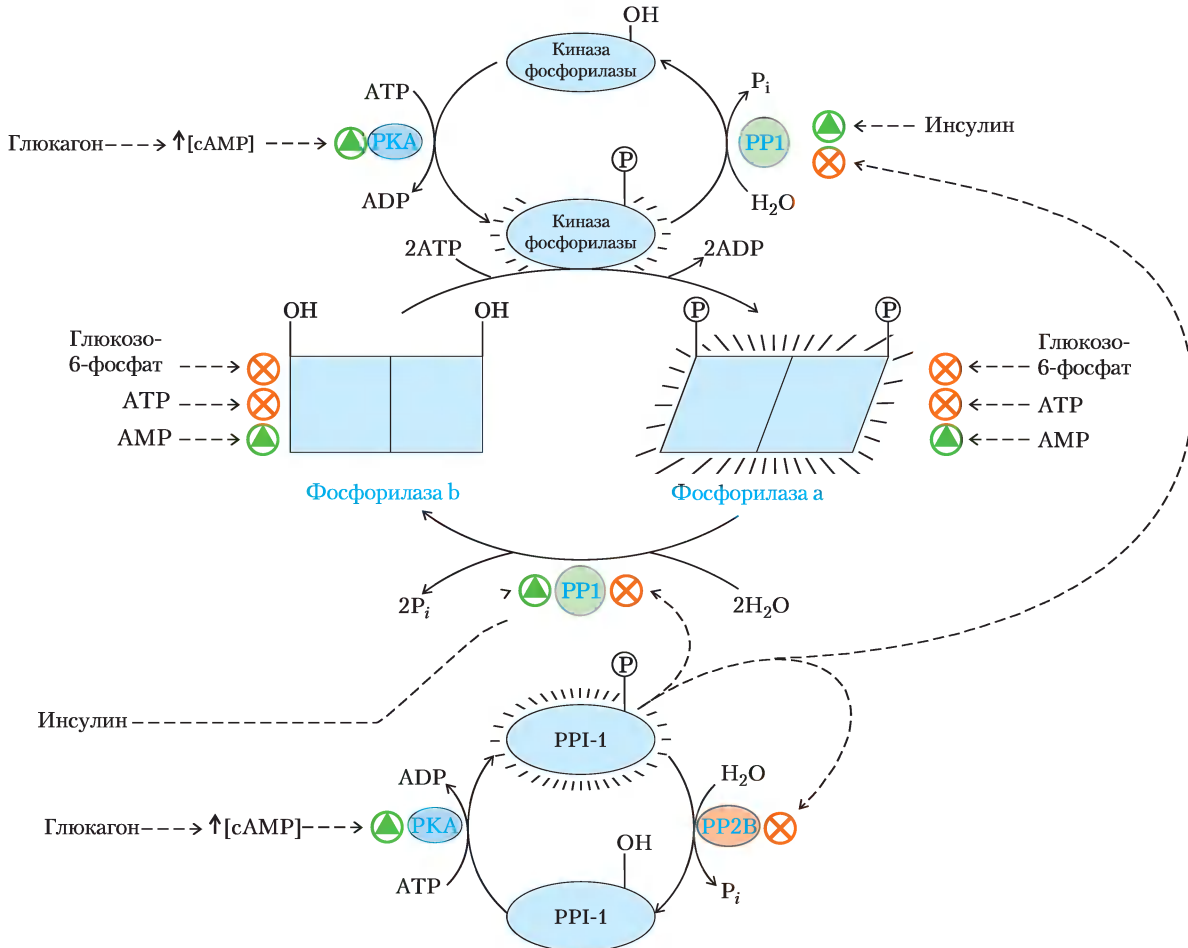 OH
Киназа
фосфорилазы
ATP
Pi
Глюкагон
↑[cAMP]
PKA
PP1
Инсулин
P
ADP
H2O
Киназа
фосфорилазы
2ATP
2ADP
OH
OH
P
P
Глюкозо-
6-фосфат
ATP
AMP
Глюкозо-
6-фосфат
ATP
AMP
Фосфорилаза b
Фосфорилаза a
2Pi
PP1
2H2O
P
Инсулин
PPI-1
ADP
H2O
Глюкагон
↑[cAMP]
PKA
PP2B
ATP
OH
Pi
PPI-1